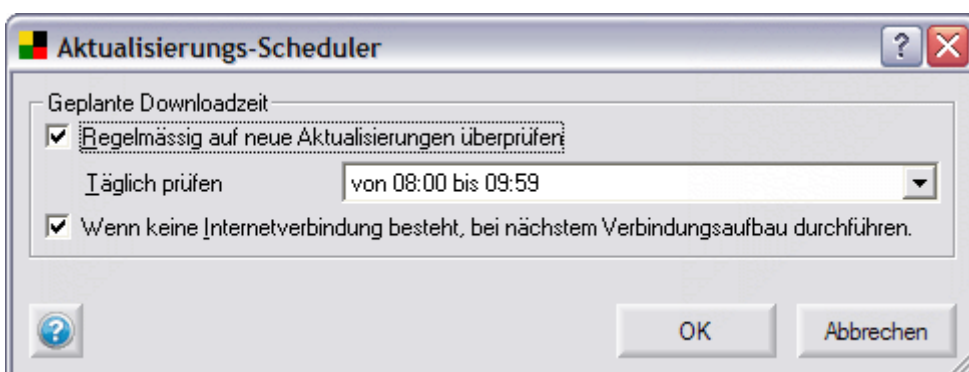 Aktualisierungs-Scheduler
Geplante Downloadzeit
Regelmässig auf neue Aktualisierungen überprüfen
Täglich prüfen von 08:00 bis 09:59
Wenn keine Internetverbindung besteht, bei nächstem Verbindungsaufbau durchführen.
OK Abbrechen